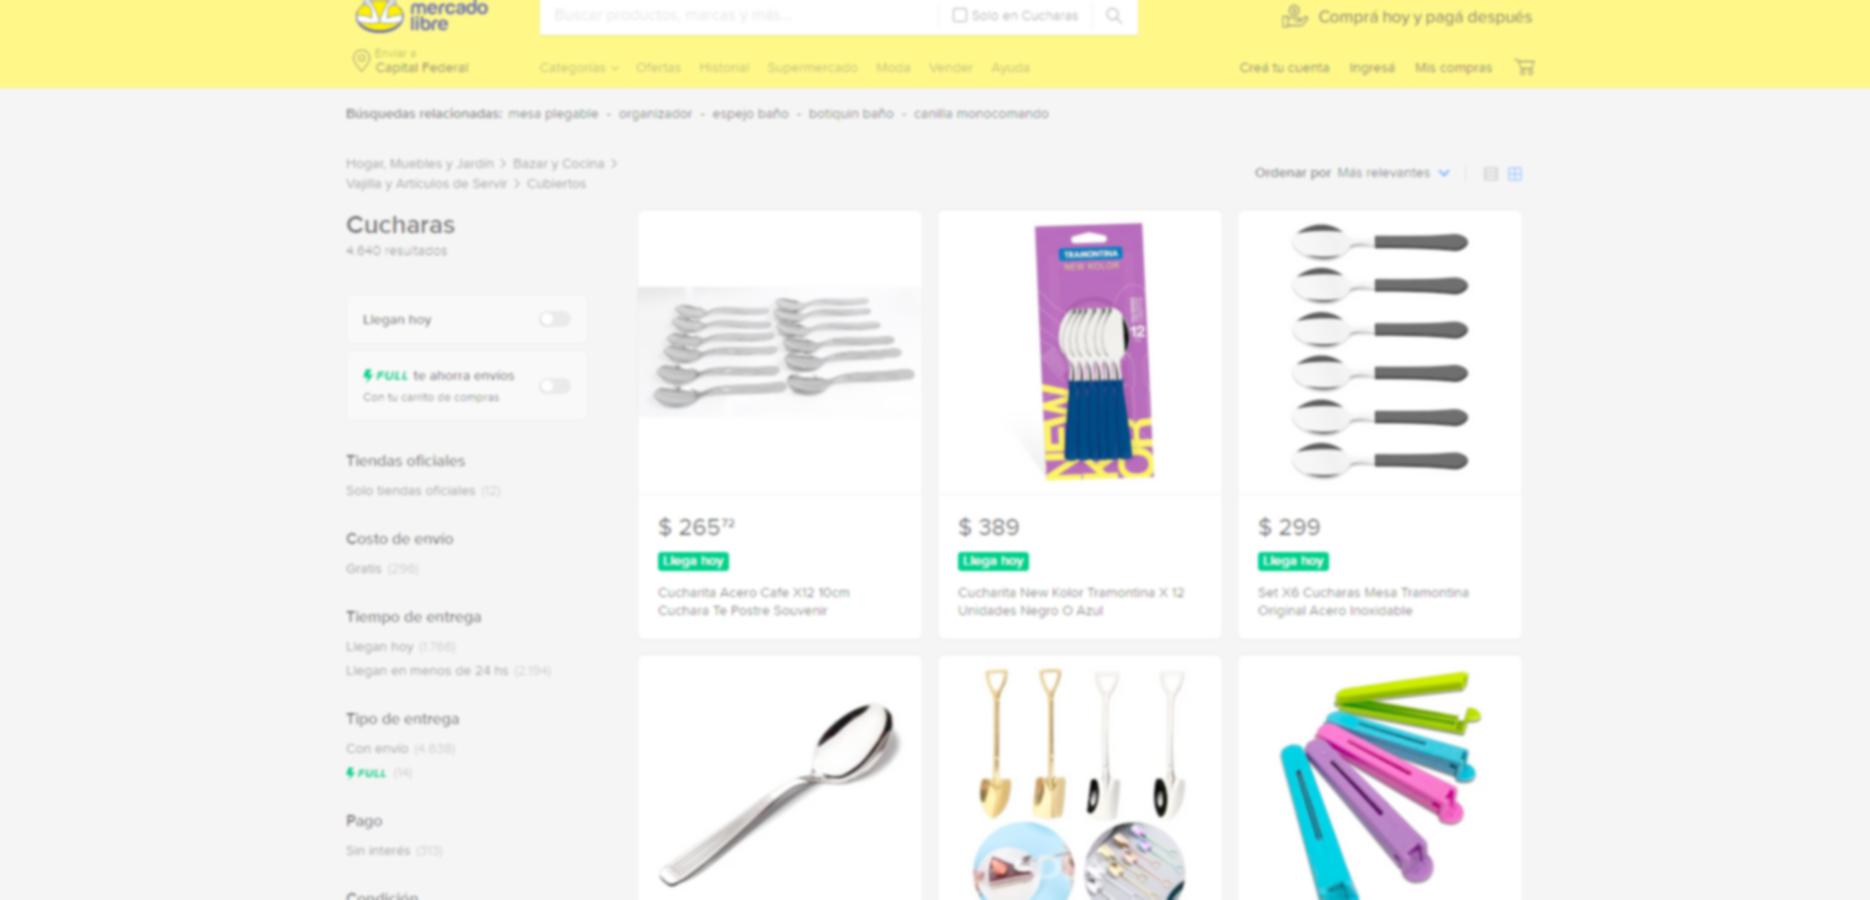 mercado
libre
Buscar productos, marcas y más...
Solo en Cucharas
Comprá hoy y pagá después
Enviar a
Capital Federal
Categorías Ofertas Historial Supermercado Moda Vender Ayuda
Creá tu cuenta Ingresá Mis compras
Búsquedas relacionadas: mesa plegable - organizador - espejo baño - botiquin baño - canilla monocomando
Hogar, Muebles y Jardín > Bazar y Cocina >
Vajilla y Artículos de Servir > Cubiertos
Ordenar por Más relevantes
Cucharas
4.640 resultados
Llegan hoy
FULL te ahorra envíos
Con tu carrito de compras
Tiendas oficiales
Solo tiendas oficiales (12)
Costo de envío
Gratis (296)
Tiempo de entrega
Llegan hoy (1.766)
Llegan en menos de 24 hs (2.194)
Tipo de entrega
Con envío (4.638)
FULL (14)
Pago
Sin interés (313)
Condición
TRAMONTINA
NEW KOLOR
12
NEW
KOLOR
$ 265 72
Llega hoy
Cucharita Acero Cafe X12 10cm
Cuchara Te Postre Souvenir
$ 389
Llega hoy
Cucharita New Kolor Tramontina X 12
Unidades Negro O Azul
$ 299
Llega hoy
Set X6 Cucharas Mesa Tramontina
Original Acero Inoxidable